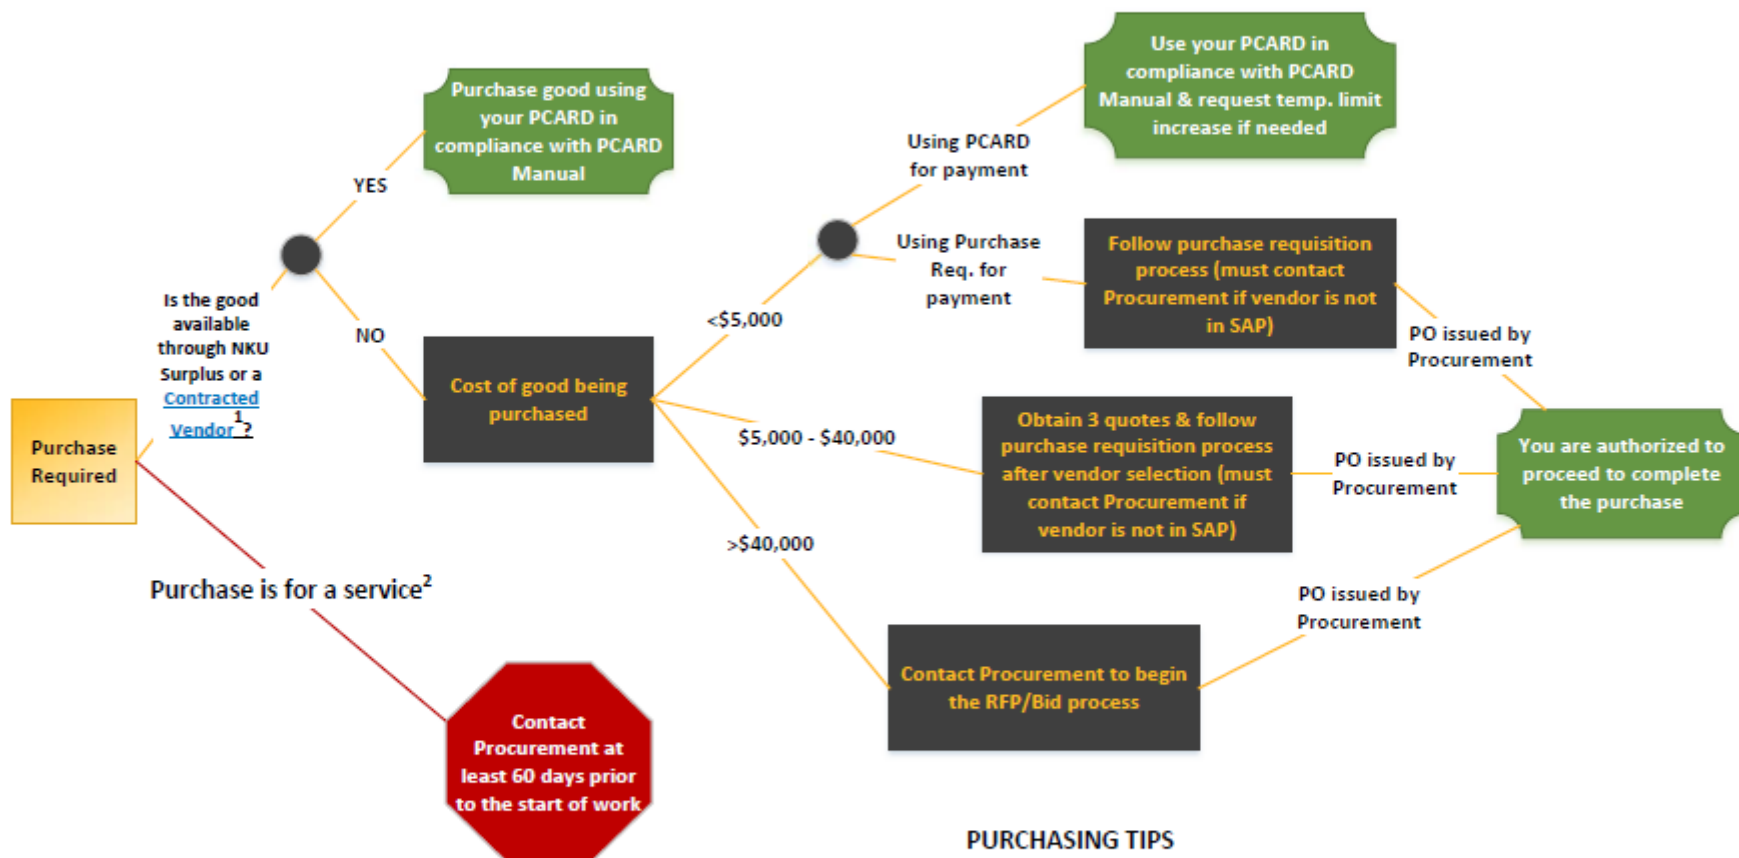 Purchase
Required
Is the good
available
through NKU
Surplus or a
Contracted
Vendor1?
YES
NO
Purchase good using
your PCARD in
compliance with PCARD
Manual
Cost of good being
purchased
<$5,000
$5,000 - $40,000
>$40,000
Using PCARD
for payment
Using Purchase
Req. for
payment
Use your PCARD in
compliance with PCARD
Manual & request temp. limit
increase if needed
Follow purchase requisition
process (must contact
Procurement if vendor is not
in SAP)
PO issued by
Procurement
Obtain 3 quotes & follow
purchase requisition process
after vendor selection (must
contact Procurement if
vendor is not in SAP)
PO issued by
Procurement
Contact Procurement to begin
the RFP/Bid process
PO issued by
Procurement
You are authorized to
proceed to complete
the purchase
Purchase is for a service2
Contact
Procurement at
least 60 days prior
to the start of work
PURCHASING TIPS